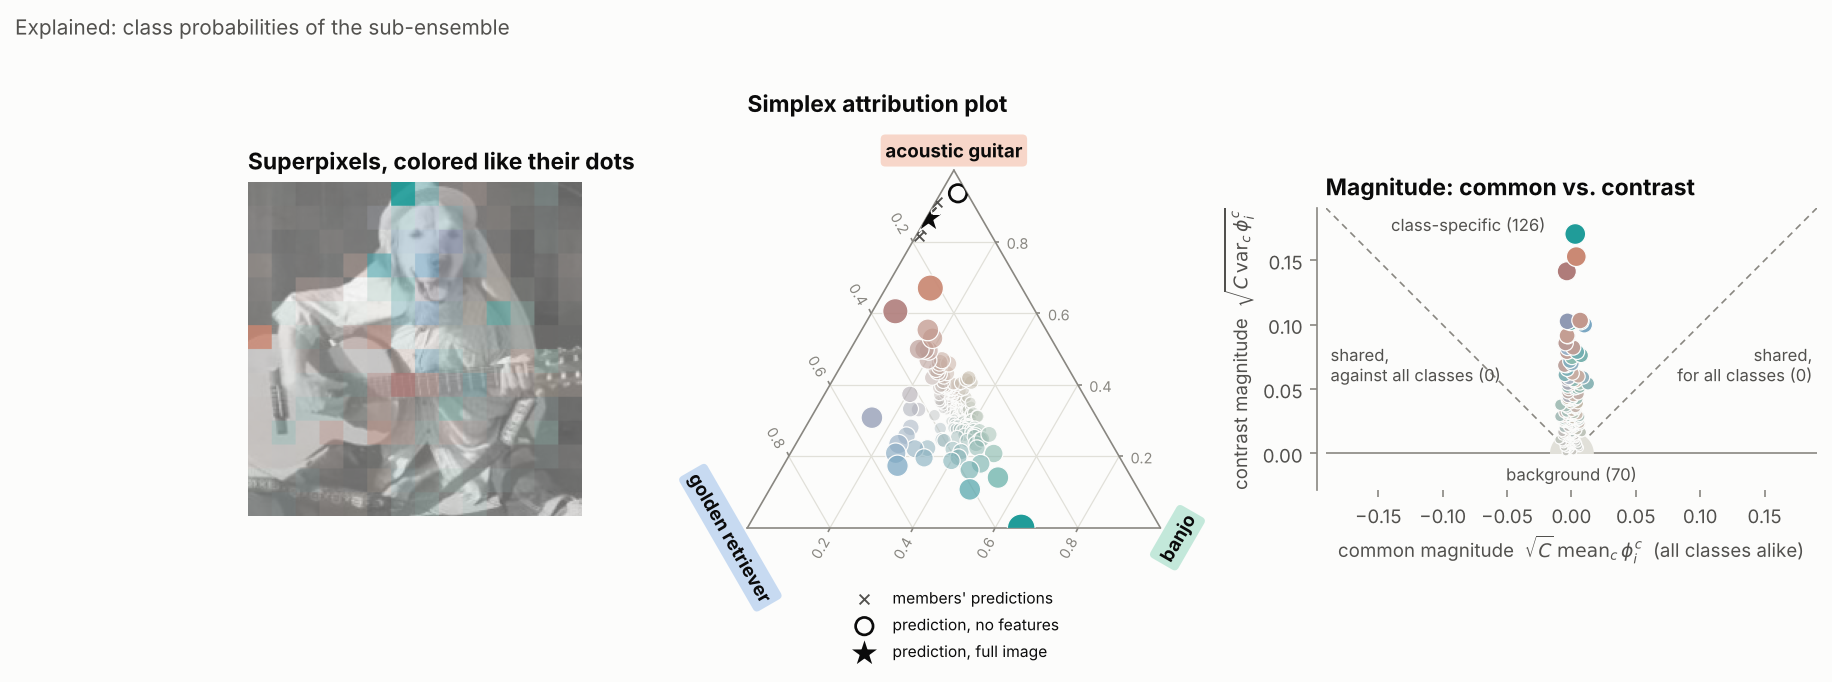 Explained: class probabilities of the sub-ensemble
Superpixels, colored like their dots
Simplex attribution plot
acoustic guitar
golden retriever
banjo
0.2
0.4
0.6
0.8
0.8
0.6
0.4
0.2
0.2
0.4
0.6
0.8
members' predictions
prediction, no features
prediction, full image
Magnitude: common vs. contrast
class-specific (126)
shared,
against all classes (0)
shared,
for all classes (0)
background (70)
contrast magnitude √C var_c ϕ_i^c
0.15
0.10
0.05
0.00
−0.15 −0.10 −0.05 0.00 0.05 0.10 0.15
common magnitude √C mean_c ϕ_i^c (all classes alike)